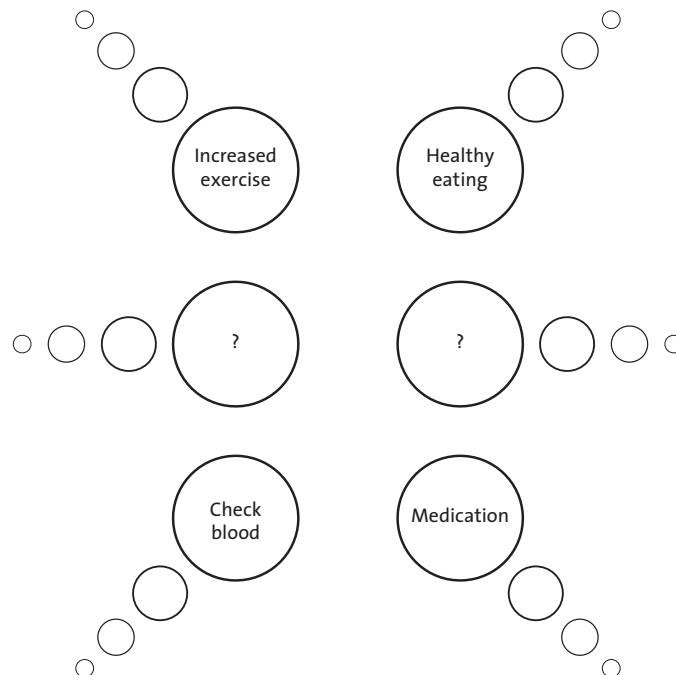 Increased
exercise
Healthy
eating
?
?
Check
blood
Medication